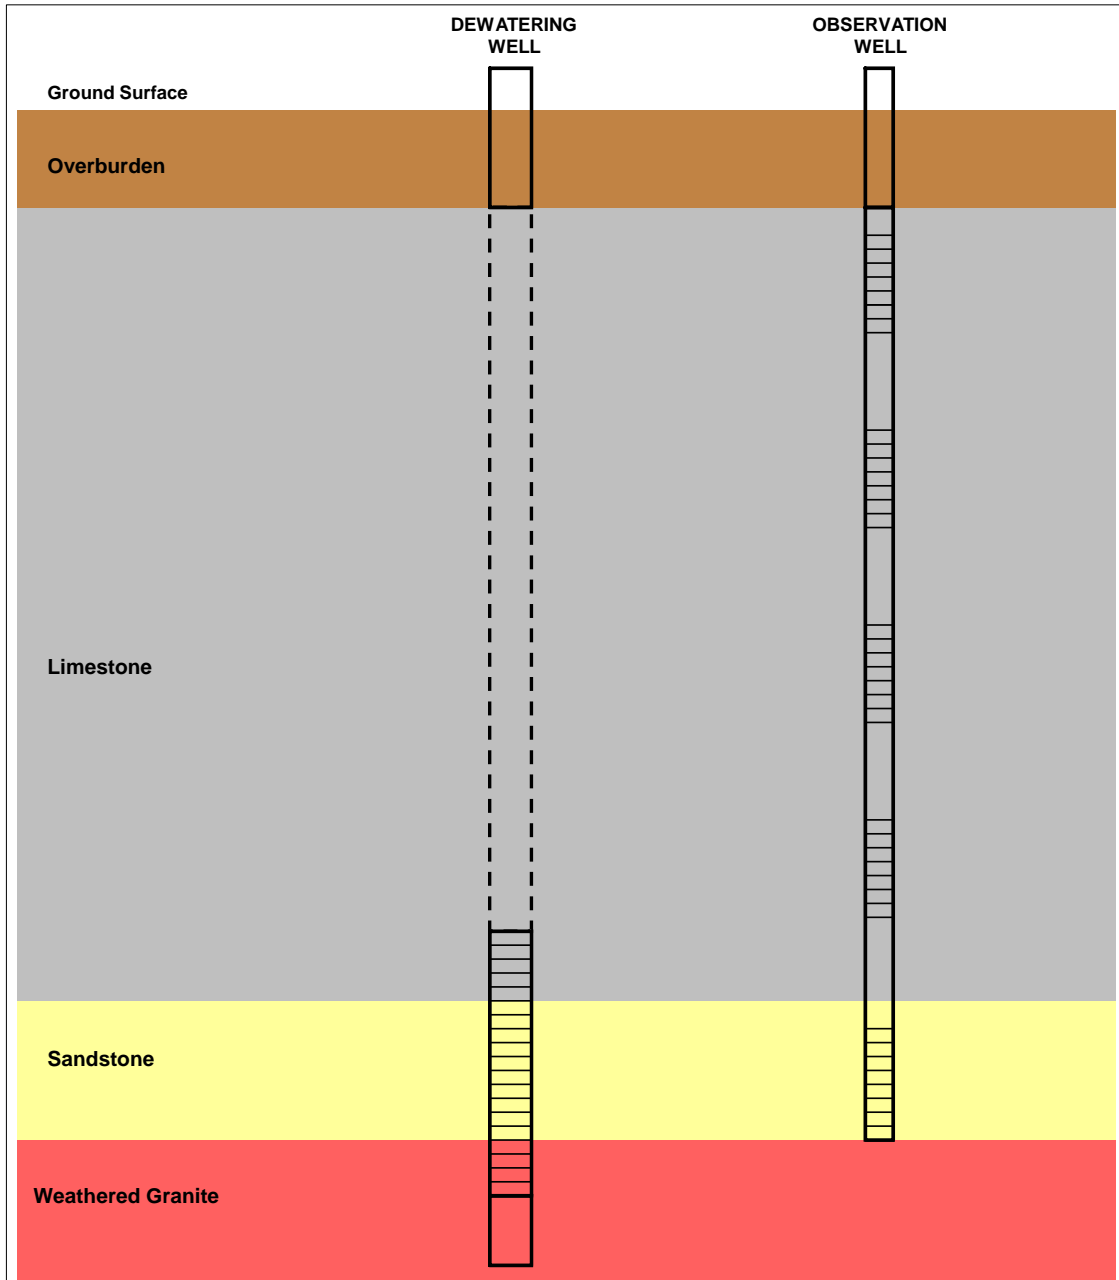 DEWATERING
WELL
OBSERVATION
WELL
Ground Surface
Overburden
Limestone
Sandstone
Weathered Granite